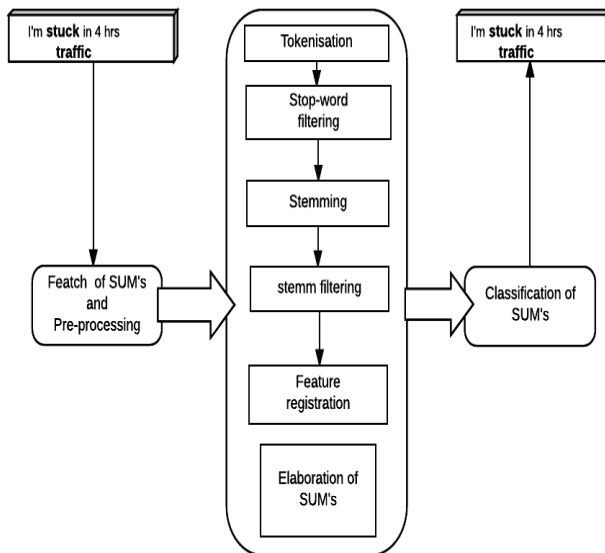 I'm stuck in 4 hrs
traffic
Featch of SUM's
and
Pre-processing
Tokenisation
Stop-word
filtering
Stemming
stemm filtering
Feature
registration
Elaboration of
SUM's
Classification of
SUM's
I'm stuck in 4 hrs
traffic